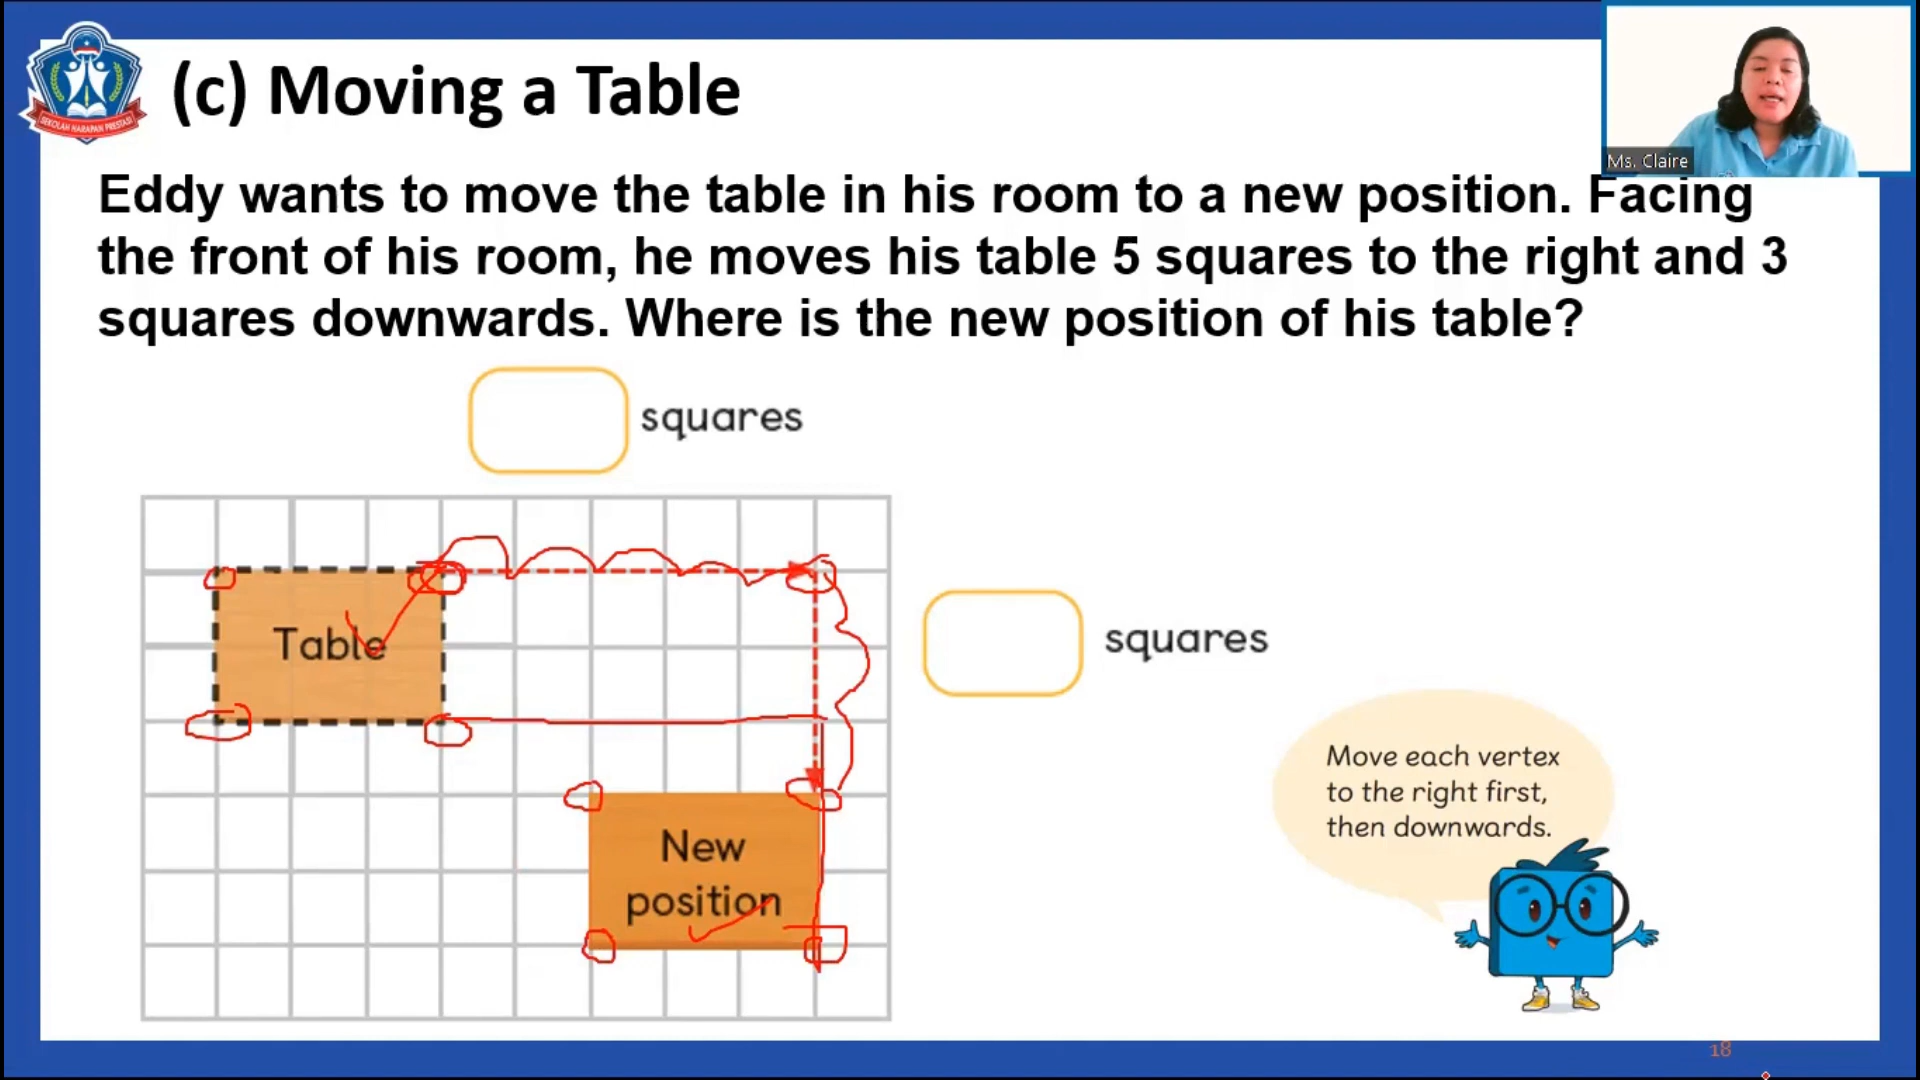 SEKOLAH HARAPAN PRESTASI
(c) Moving a Table
Ms. Claire
Eddy wants to move the table in his room to a new position. Facing
the front of his room, he moves his table 5 squares to the right and 3
squares downwards. Where is the new position of his table?
squares
Table
squares
New
position
Move each vertex
to the right first,
then downwards.
18